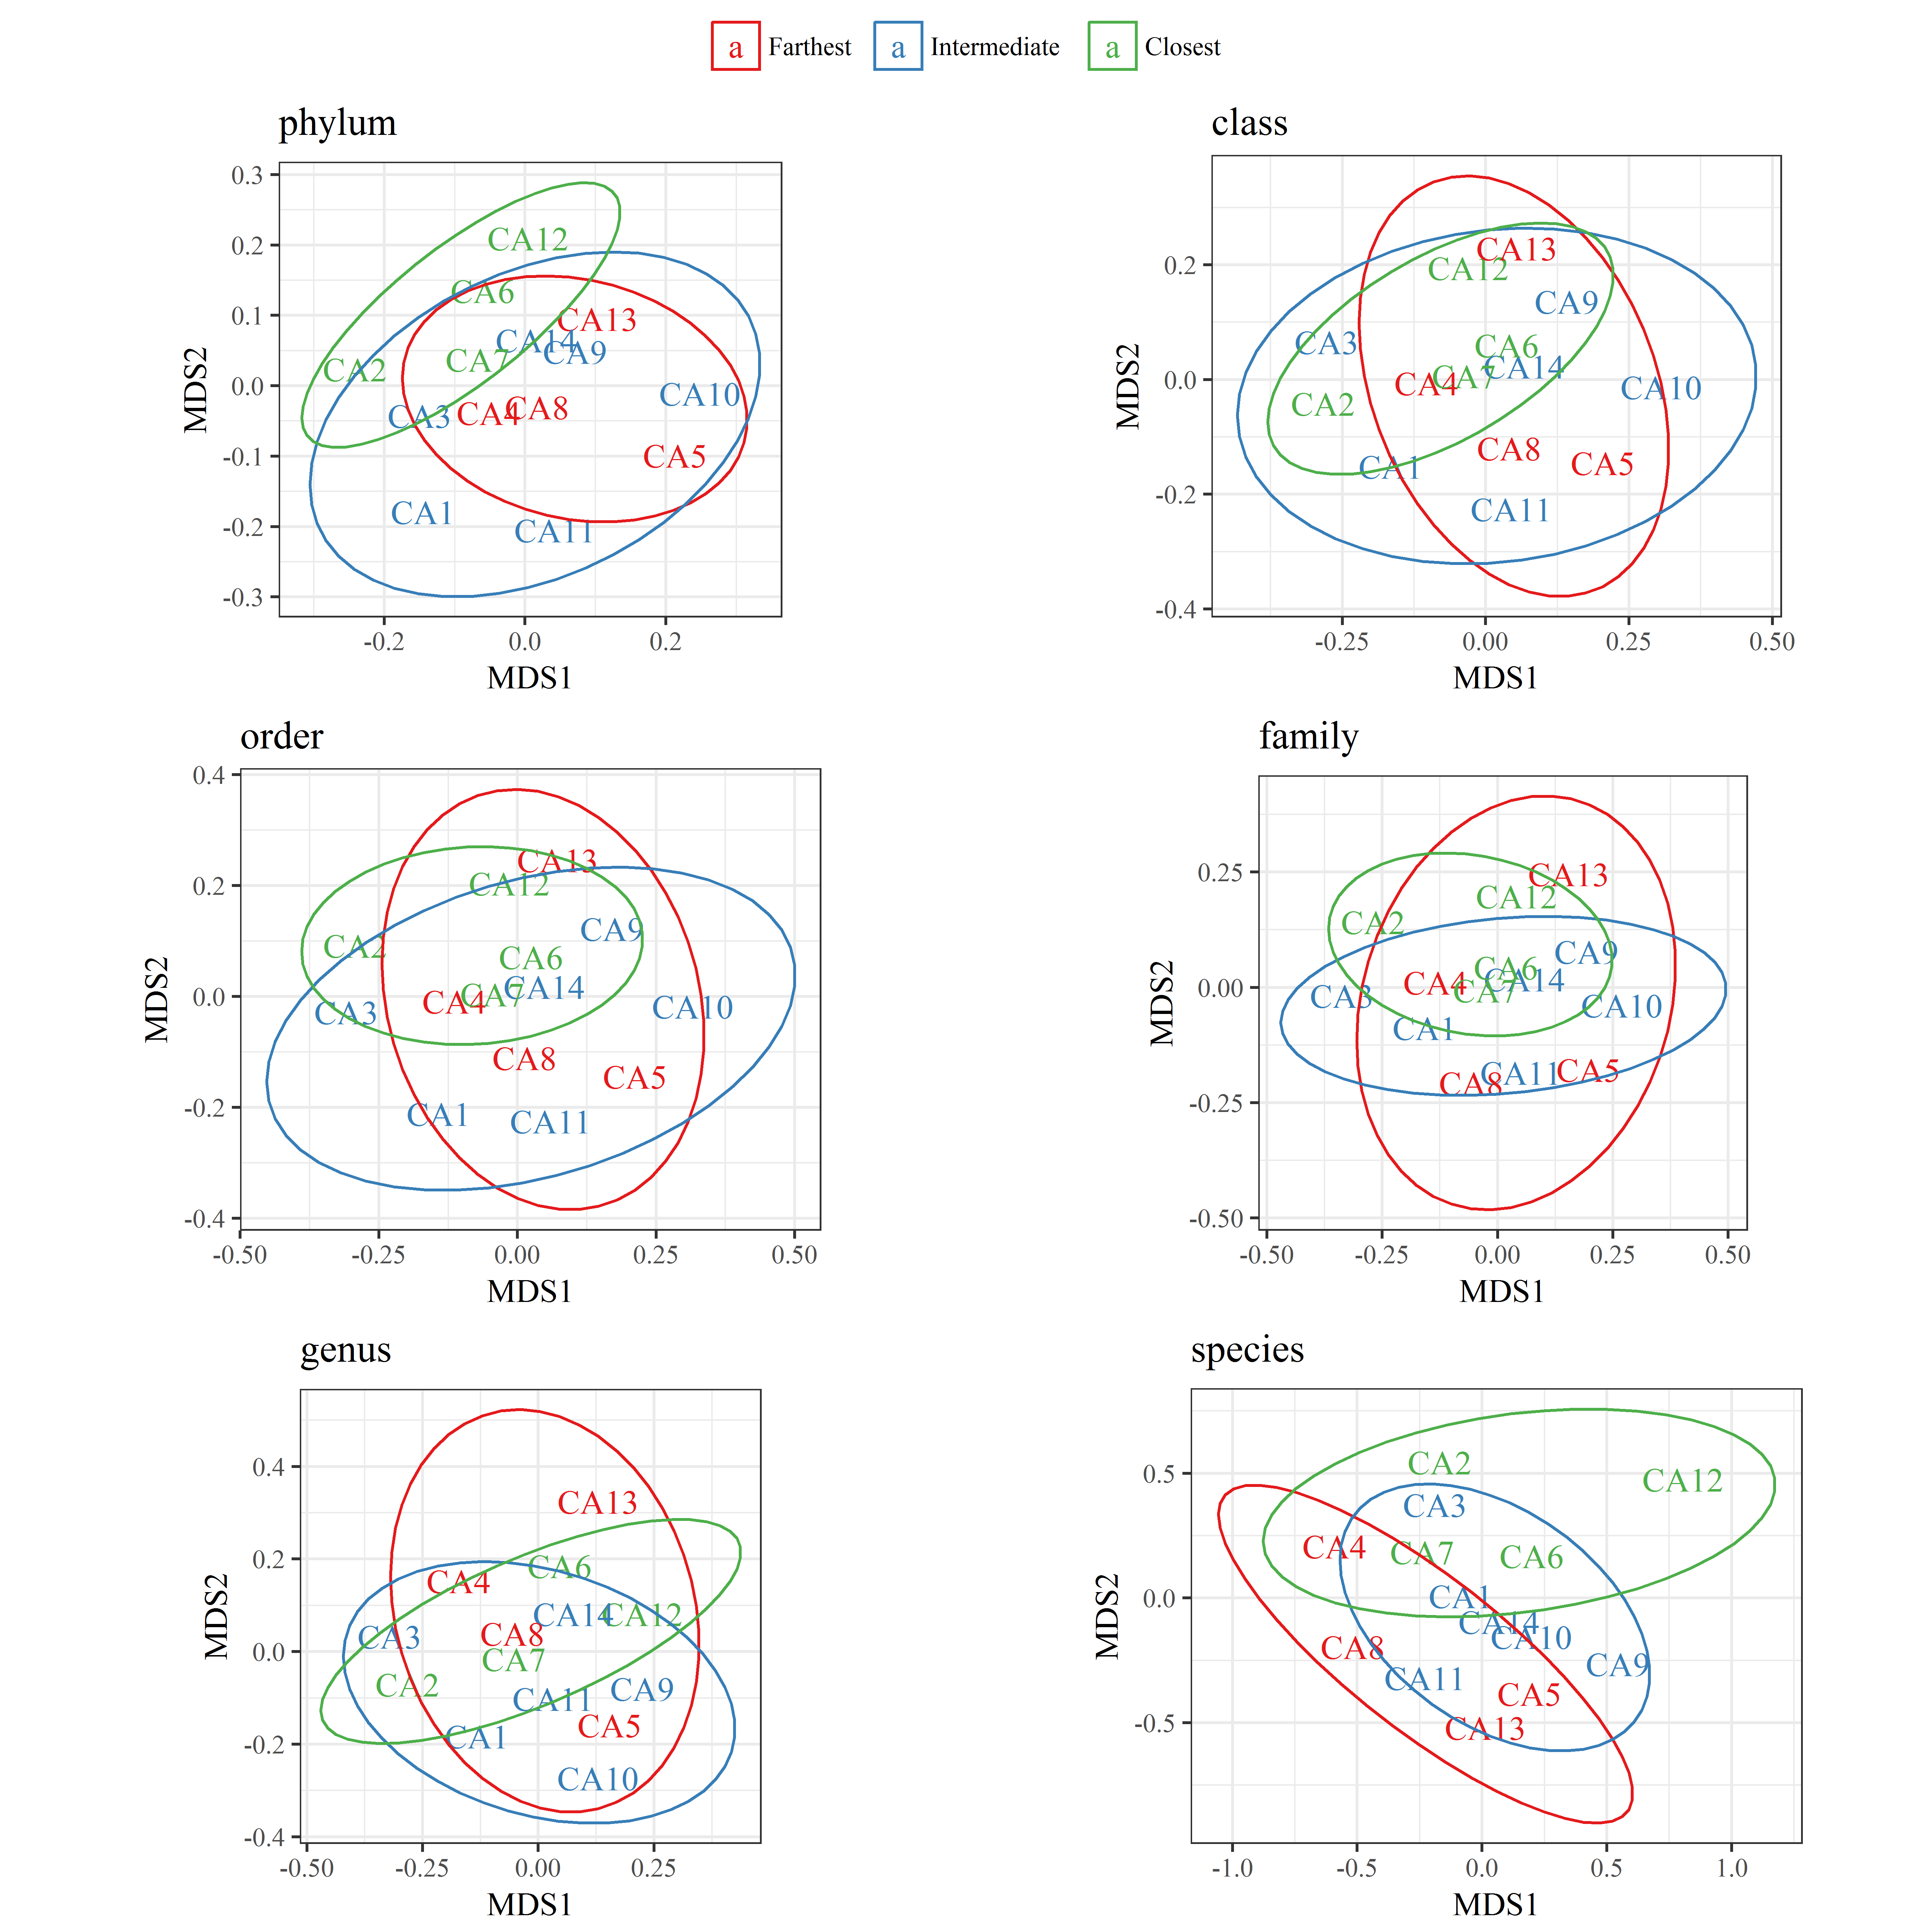 a Farthest a Intermediate a Closest
phylum
MDS2
0.3
0.2
0.1
0.0
-0.1
-0.2
-0.3
CA12
CA6
CA13
CA14
CA9
CA7
CA2
CA10
CA3
CA4
CA8
CA5
CA1
CA11
-0.2 0.0 0.2
MDS1
class
MDS2
0.2
0.0
-0.2
-0.4
CA13
CA12
CA9
CA3
CA6
CA14
CA7
CA4
CA10
CA2
CA8
CA5
CA1
CA11
-0.25 0.00 0.25 0.50
MDS1
order
MDS2
0.4
0.2
0.0
-0.2
-0.4
CA13
CA12
CA9
CA2
CA6
CA14
CA7
CA4
CA10
CA3
CA8
CA5
CA1
CA11
-0.50 -0.25 0.00 0.25 0.50
MDS1
family
MDS2
0.25
0.00
-0.25
-0.50
CA13
CA12
CA2
CA9
CA6
CA14
CA4
CA7
CA3
CA10
CA1
CA11
CA5
CA8
-0.50 -0.25 0.00 0.25 0.50
MDS1
genus
MDS2
0.4
0.2
0.0
-0.2
-0.4
CA13
CA6
CA4
CA14
CA12
CA3
CA8
CA7
CA2
CA9
CA11
CA5
CA1
CA10
-0.50 -0.25 0.00 0.25
MDS1
species
MDS2
0.5
0.0
-0.5
CA2
CA12
CA3
CA4
CA7
CA6
CA1
CA14
CA10
CA8
CA9
CA11
CA5
CA13
-1.0 -0.5 0.0 0.5 1.0
MDS1